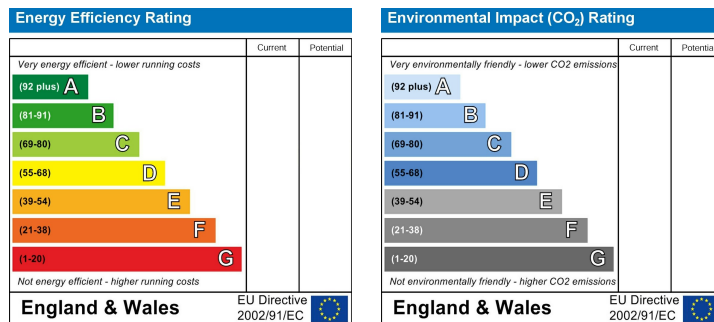 Energy Efficiency Rating
Current Potential
Very energy efficient - lower running costs
(92 plus) A
(81-91) B
(69-80) C
(55-68) D
(39-54) E
(21-38) F
(1-20) G
Not energy efficient - higher running costs
England & Wales
EU Directive
2002/91/EC
Environmental Impact (CO₂) Rating
Current Potential
Very environmentally friendly - lower CO2 emissions
(92 plus) A
(81-91) B
(69-80) C
(55-68) D
(39-54) E
(21-38) F
(1-20) G
Not environmentally friendly - higher CO2 emissions
England & Wales
EU Directive
2002/91/EC